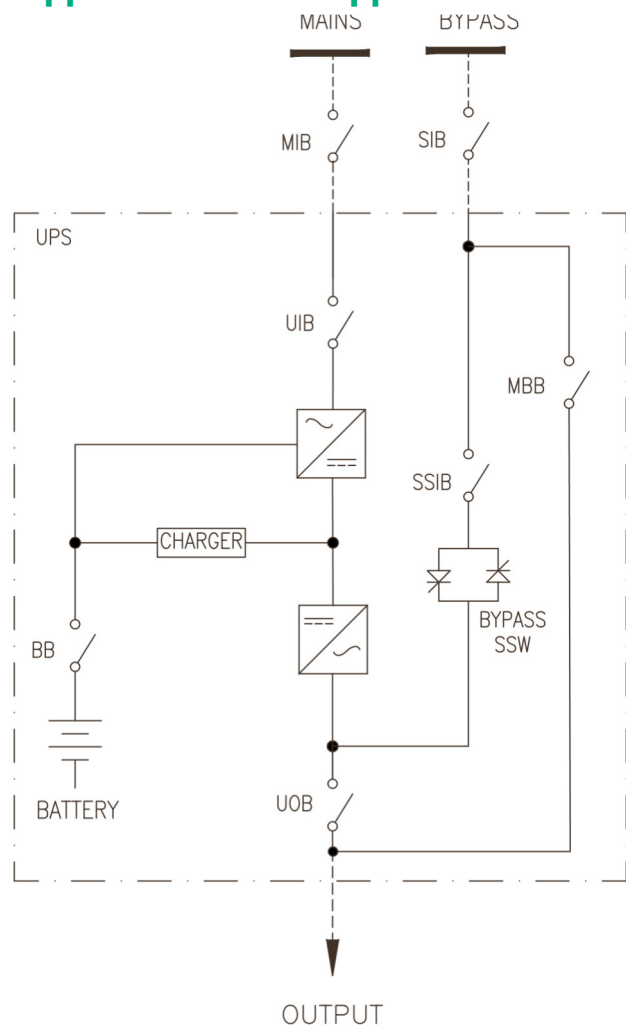 MAINS
BYPASS
MIB
SIB
UPS
UIB
MBB
SSIB
CHARGER
BYPASS
SSW
BB
BATTERY
UOB
OUTPUT